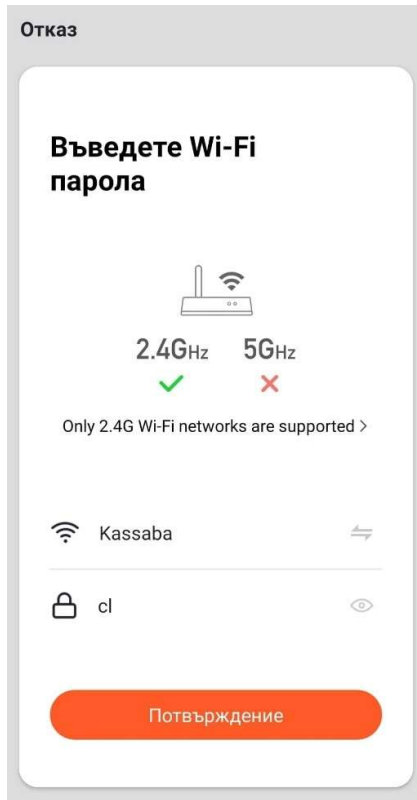 Отказ
Въведете Wi-Fi
парола
2.4GHz 5GHz
Only 2.4G Wi-Fi networks are supported >
Kassaba
cl
Потвърждение